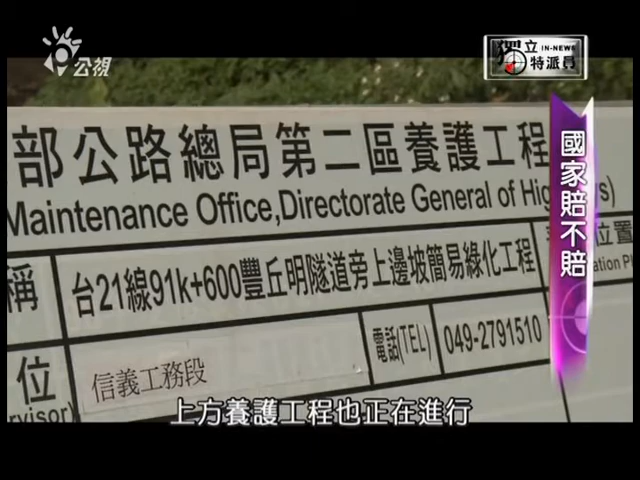 公視
獨立
IN-NEWS
特派員
國家賠不賠
部公路總局第二區養護工程
Maintenance Office,Directorate General of Hig s)
稱
台21線91k+600豐丘明隧道旁上邊坡簡易綠化工程
位置
ation P
位
信義工務段
電話(TEL)
049-2791510
ervisor)
上方養護工程也正在進行